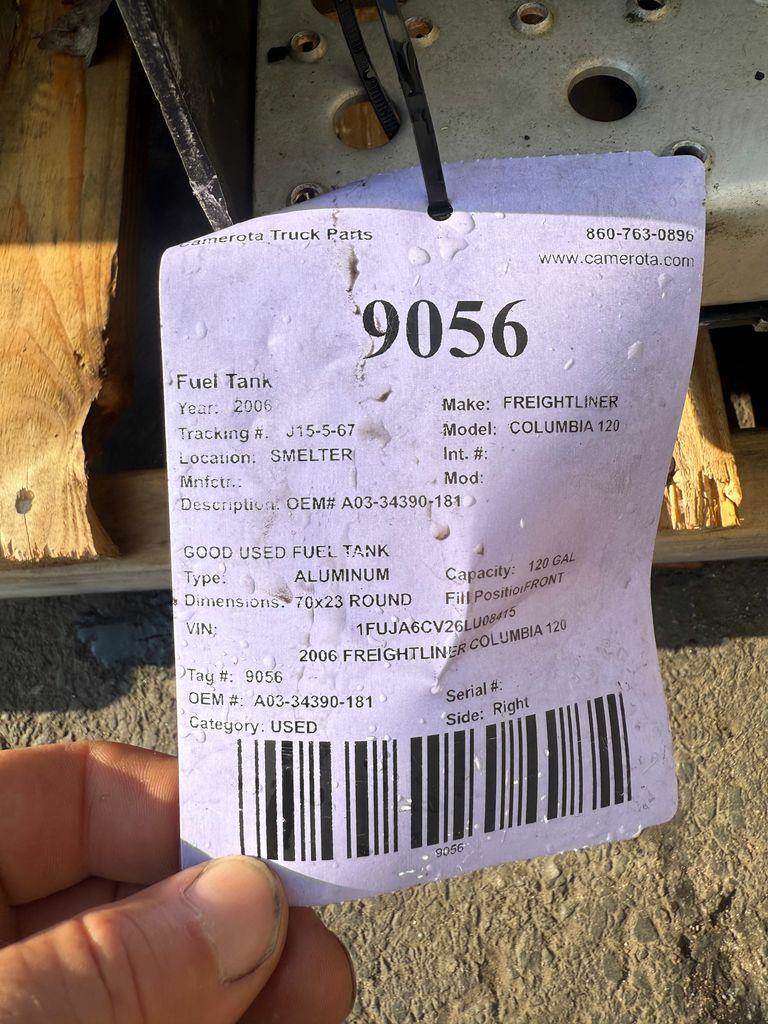 Camerota Truck Parts 860-763-0896
www.camerota.com
9056
Fuel Tank
Year: 2006 Make: FREIGHTLINER
Tracking #: J15-5-67 Model: COLUMBIA 120
Location: SMELTER Int. #:
Mnfctr.: Mod:
Description: OEM# A03-34390-181
GOOD USED FUEL TANK
Type: ALUMINUM Capacity: 120 GAL
Dimensions: 70x23 ROUND Fill PositioiFRONT
VIN: 1FUJA6CV26LU08415
2006 FREIGHTLINER COLUMBIA 120
Tag #: 9056
OEM #: A03-34390-181 Serial #:
Category: USED Side: Right
9056